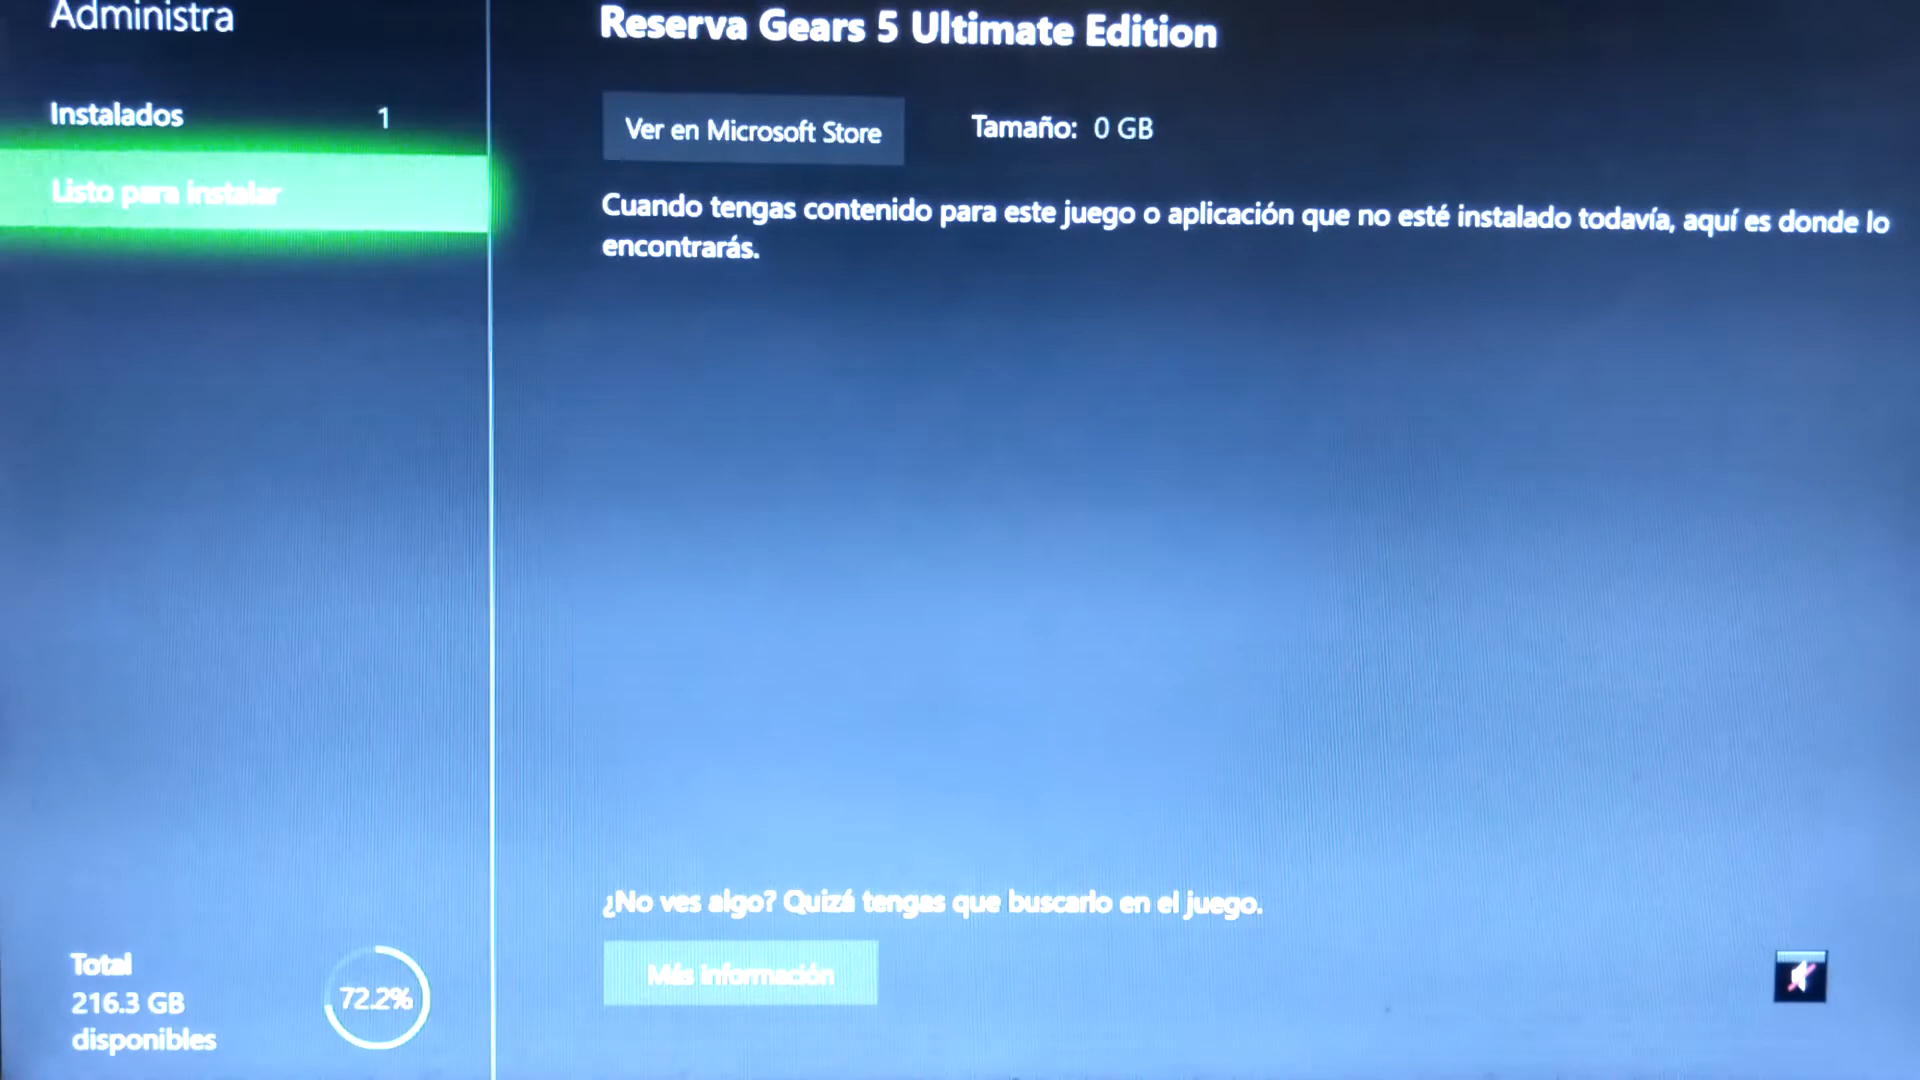 Administra
Instalados 1
Listo para instalar
Total
216.3 GB
disponibles
72.2%
Reserva Gears 5 Ultimate Edition
Ver en Microsoft Store
Tamaño: 0 GB
Cuando tengas contenido para este juego o aplicación que no esté instalado todavía, aquí es donde lo
encontrarás.
¿No ves algo? Quizá tengas que buscarlo en el juego.
Más información